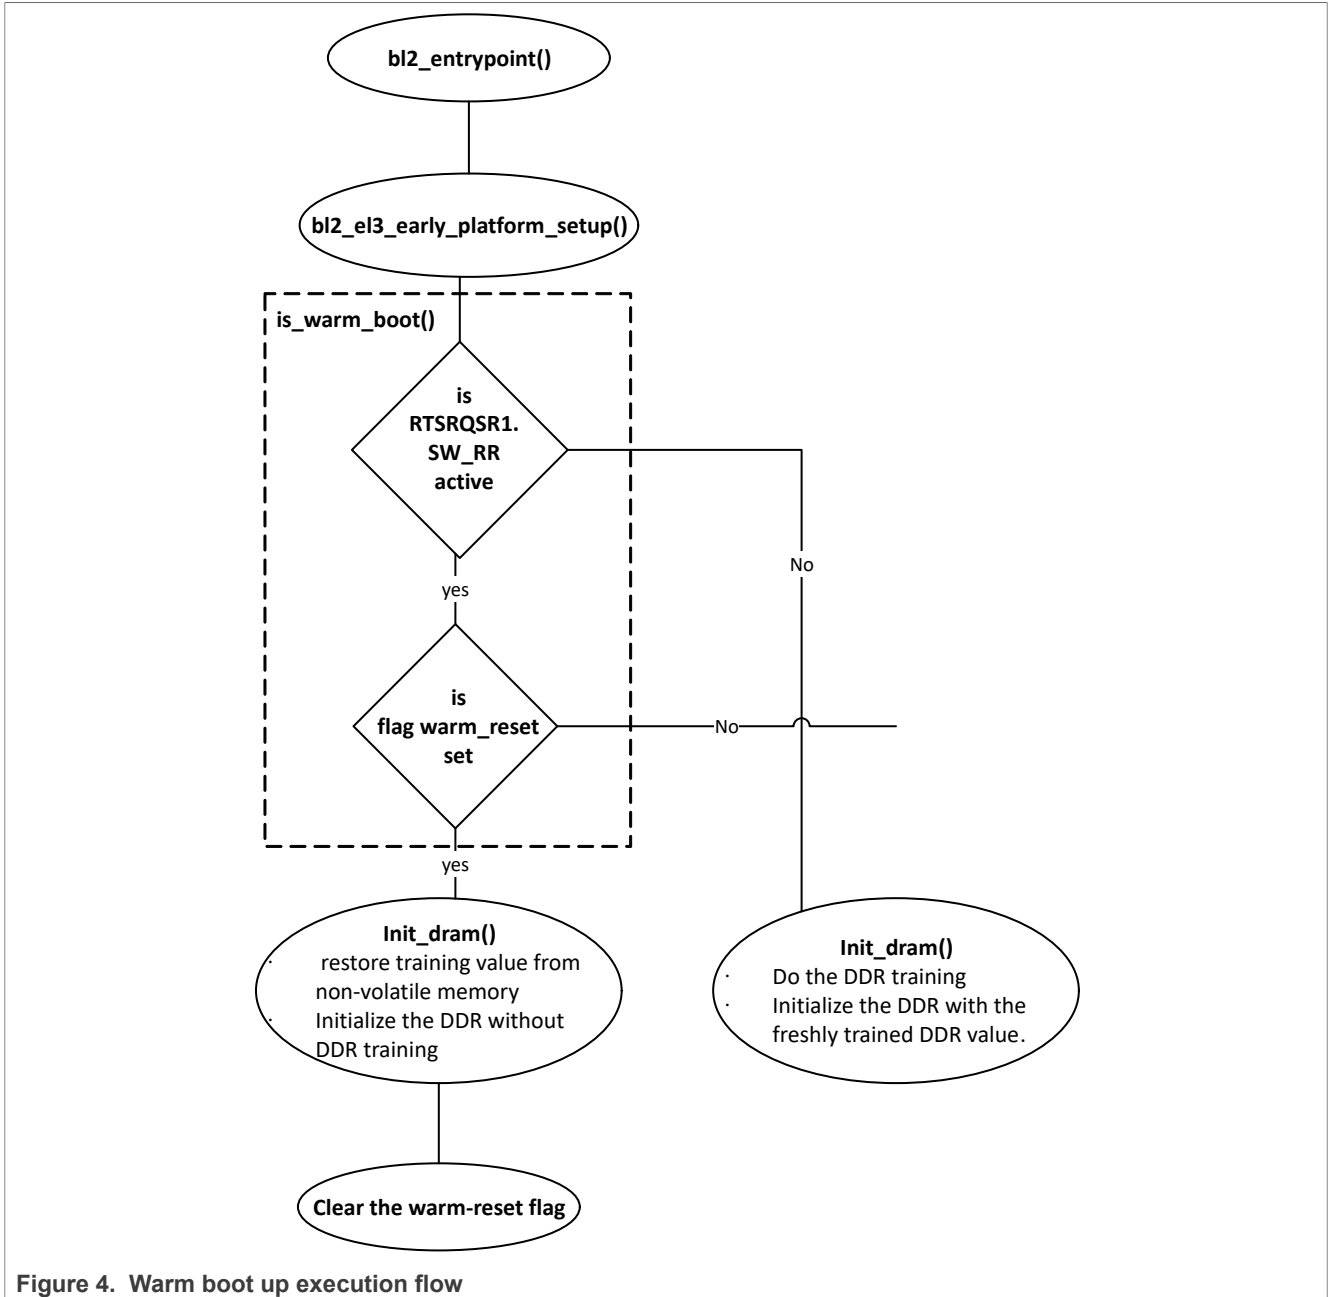 bl2_entrypoint()
bl2_el3_early_platform_setup()
is_warm_boot()
is
RTSRQSR1.
SW_RR
active
No
yes
is
flag warm_reset
set
No
yes
Init_dram()
· restore training value from
non-volatile memory
· Initialize the DDR without
DDR training
Init_dram()
· Do the DDR training
· Initialize the DDR with the
freshly trained DDR value.
Clear the warm-reset flag
Figure 4. Warm boot up execution flow